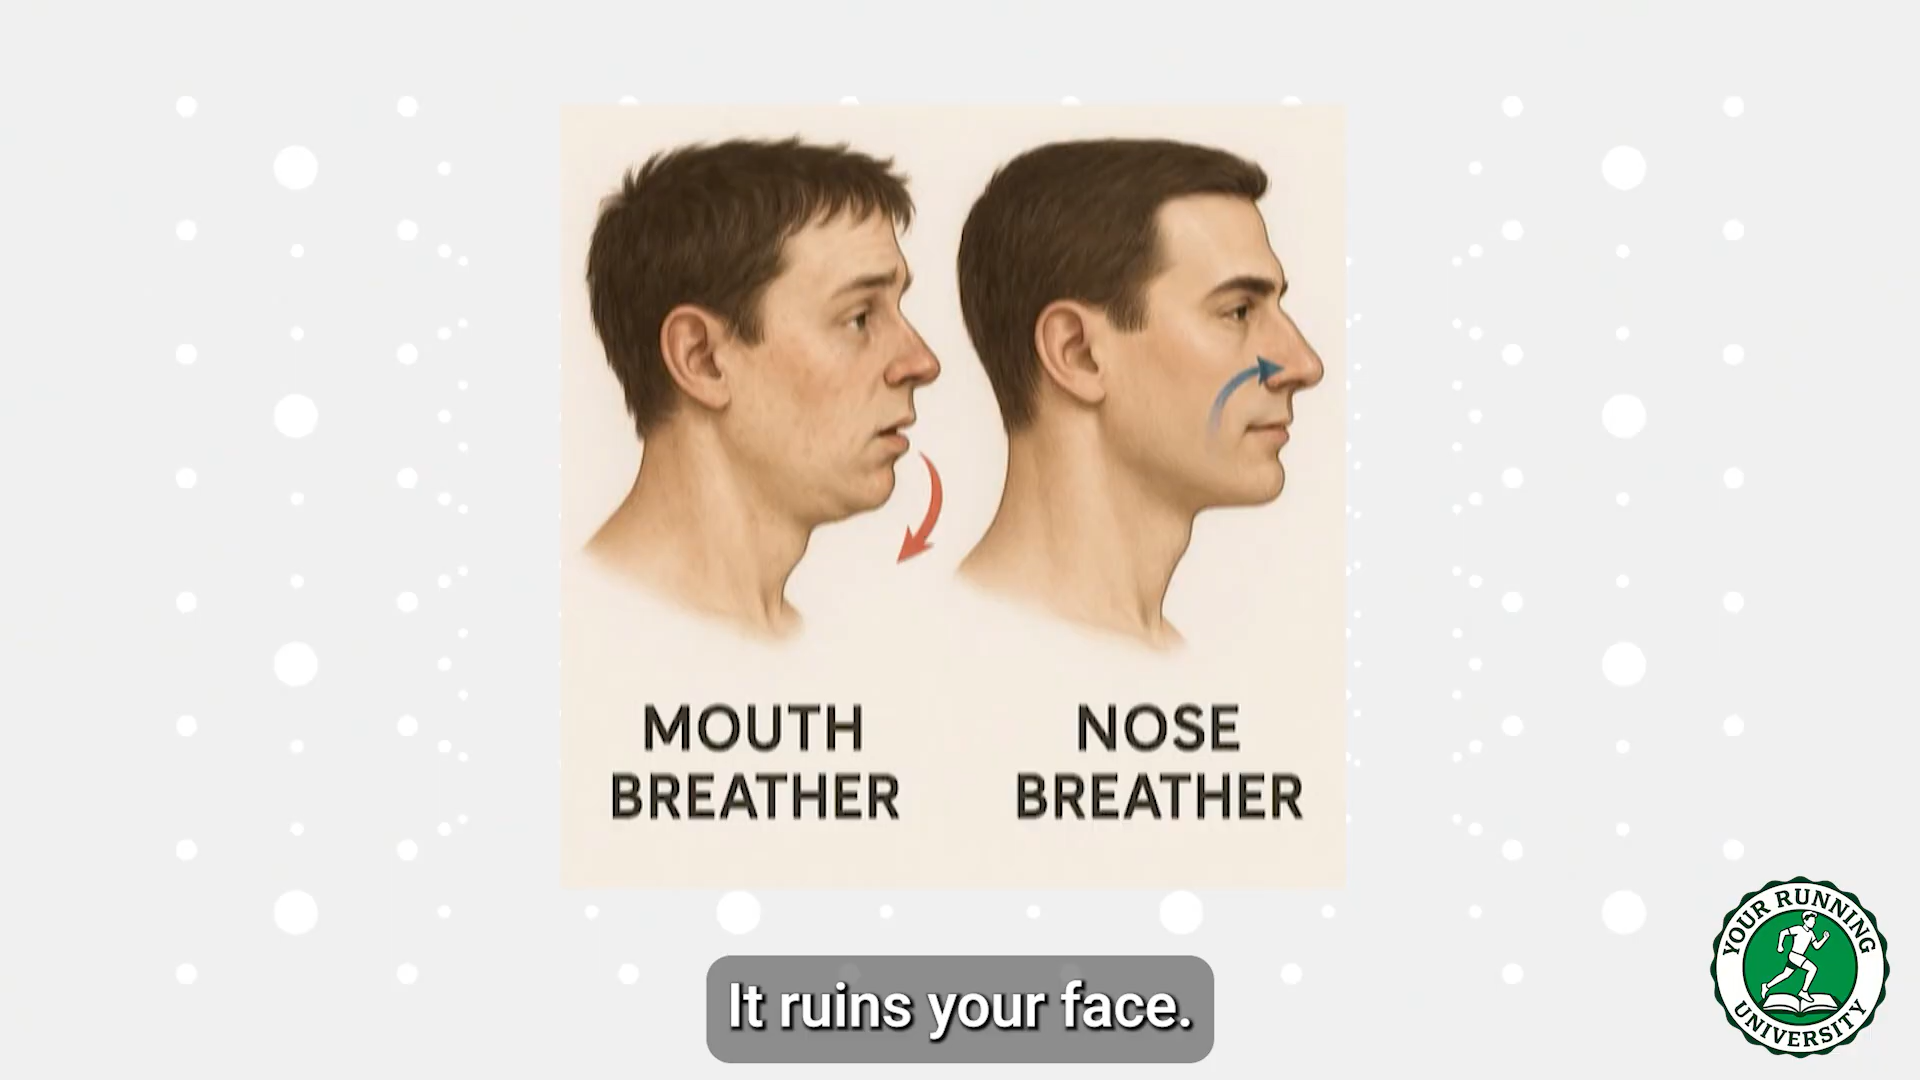 MOUTH
BREATHER
NOSE
BREATHER
It ruins your face.
YOUR RUNNING
UNIVERSITY